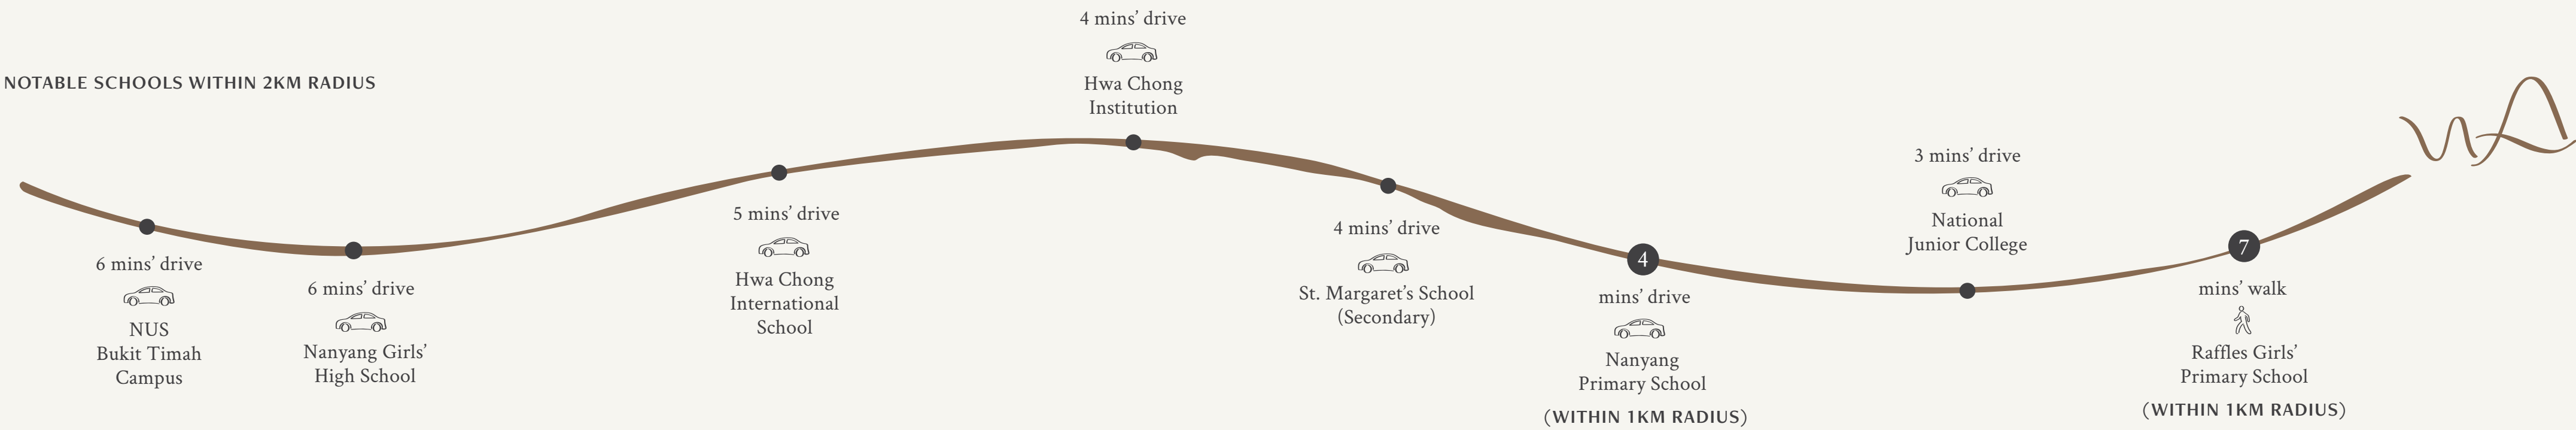 NOTABLE SCHOOLS WITHIN 2KM RADIUS
6 mins’ drive
NUS
Bukit Timah
Campus
6 mins’ drive
Nanyang Girls’
High School
5 mins’ drive
Hwa Chong
International
School
4 mins’ drive
Hwa Chong
Institution
4 mins’ drive
St. Margaret’s School
(Secondary)
4
mins’ drive
Nanyang
Primary School
(WITHIN 1KM RADIUS)
3 mins’ drive
National
Junior College
7
mins’ walk
Raffles Girls’
Primary School
(WITHIN 1KM RADIUS)